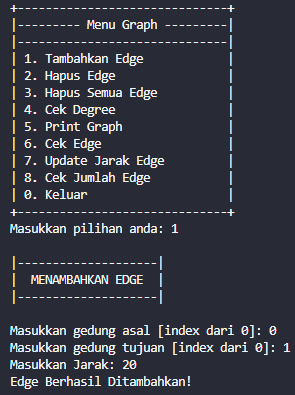 +------------------------------+
|--------- Menu Graph ---------|
|------------------------------|
| 1. Tambahkan Edge            |
| 2. Hapus Edge                |
| 3. Hapus Semua Edge          |
| 4. Cek Degree                |
| 5. Print Graph               |
| 6. Cek Edge                  |
| 7. Update Jarak Edge         |
| 8. Cek Jumlah Edge           |
| 0. Keluar                    |
+------------------------------+
Masukkan pilihan anda: 1
|--------------------|
|  MENAMBAHKAN EDGE  |
|--------------------|
Masukkan gedung asal [index dari 0]: 0
Masukkan gedung tujuan [index dari 0]: 1
Masukkan Jarak: 20
Edge Berhasil Ditambahkan!